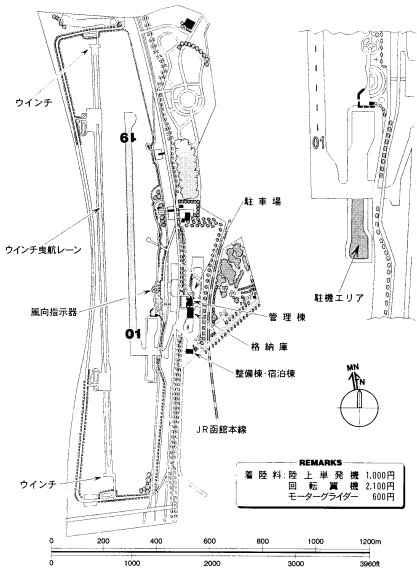 ウインチ
19
01
駐車場
ウインチ曳航レーン
駐機エリア
風向指示器
管理棟
01
格納庫
整備棟・宿泊棟
MN
N
JR函館本線
ウインチ
REMARKS
着陸料:陸上単発機 1,000円
回転翼機 2,100円
モーターグライダー 600円
0 200 400 600 800 1000 1200m
0 1000 2000 3000 3960ft